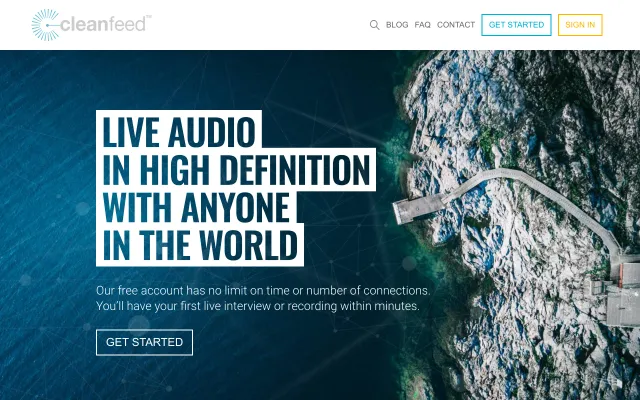 cleanfeed™
BLOG FAQ CONTACT GET STARTED SIGN IN
LIVE AUDIO
IN HIGH DEFINITION
WITH ANYONE
IN THE WORLD
Our free account has no limit on time or number of connections.
You'll have your first live interview or recording within minutes.
GET STARTED